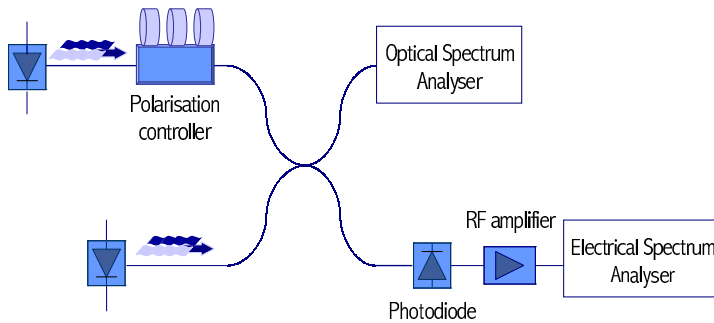 Optical Spectrum
Analyser
Polarisation
controller
RF amplifier
Electrical Spectrum
Analyser
Photodiode